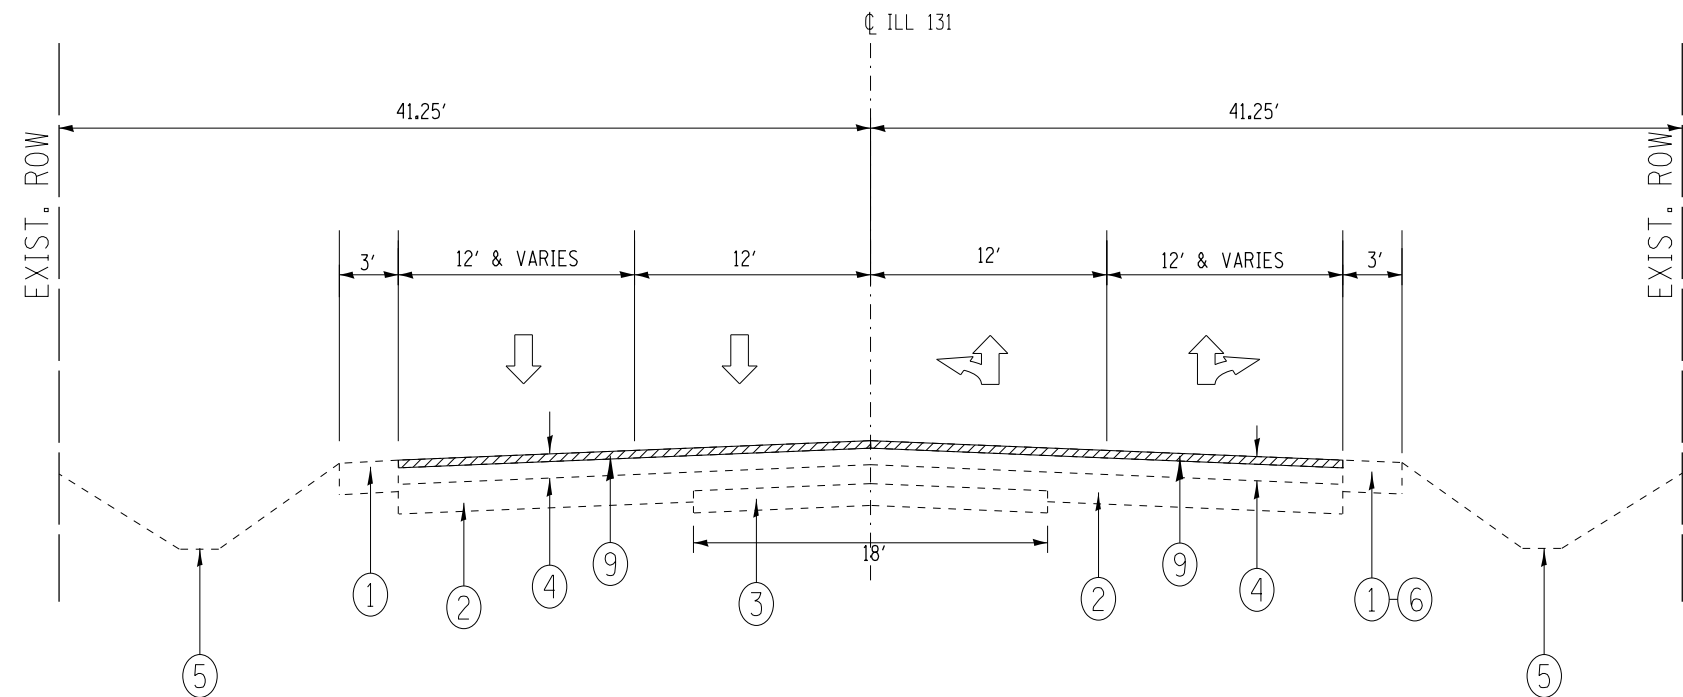 ℄ ILL 131
41.25' 41.25'
EXIST. ROW
EXIST. ROW
3' 12' & VARIES 12' 12' 12' & VARIES 3'
18'
1 2 4 9 3 2 9 4 1 6
5 5